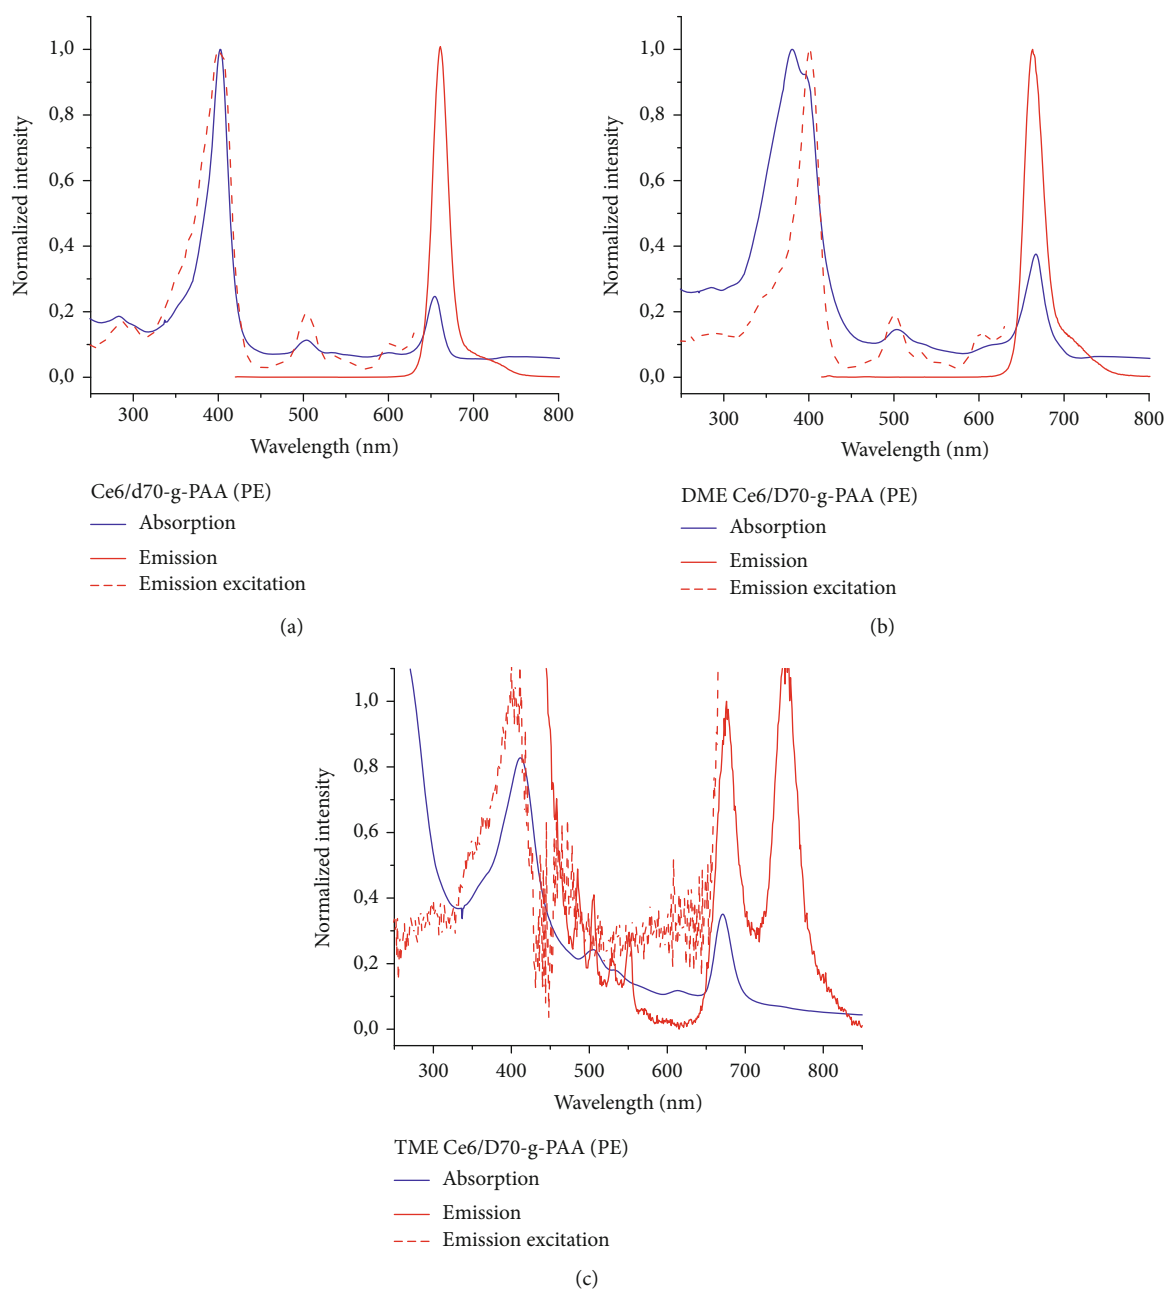 1,0
0,8
0,6
0,4
0,2
0,0
Normalized intensity
300 400 500 600 700 800
Wavelength (nm)
Ce6/d70-g-PAA (PE)
Absorption
Emission
Emission excitation
(a)
1,0
0,8
0,6
0,4
0,2
0,0
Normalized intensity
300 400 500 600 700 800
Wavelength (nm)
DME Ce6/D70-g-PAA (PE)
Absorption
Emission
Emission excitation
(b)
1,0
0,8
0,6
0,4
0,2
0,0
Normalized intensity
300 400 500 600 700 800
Wavelength (nm)
TME Ce6/D70-g-PAA (PE)
Absorption
Emission
Emission excitation
(c)